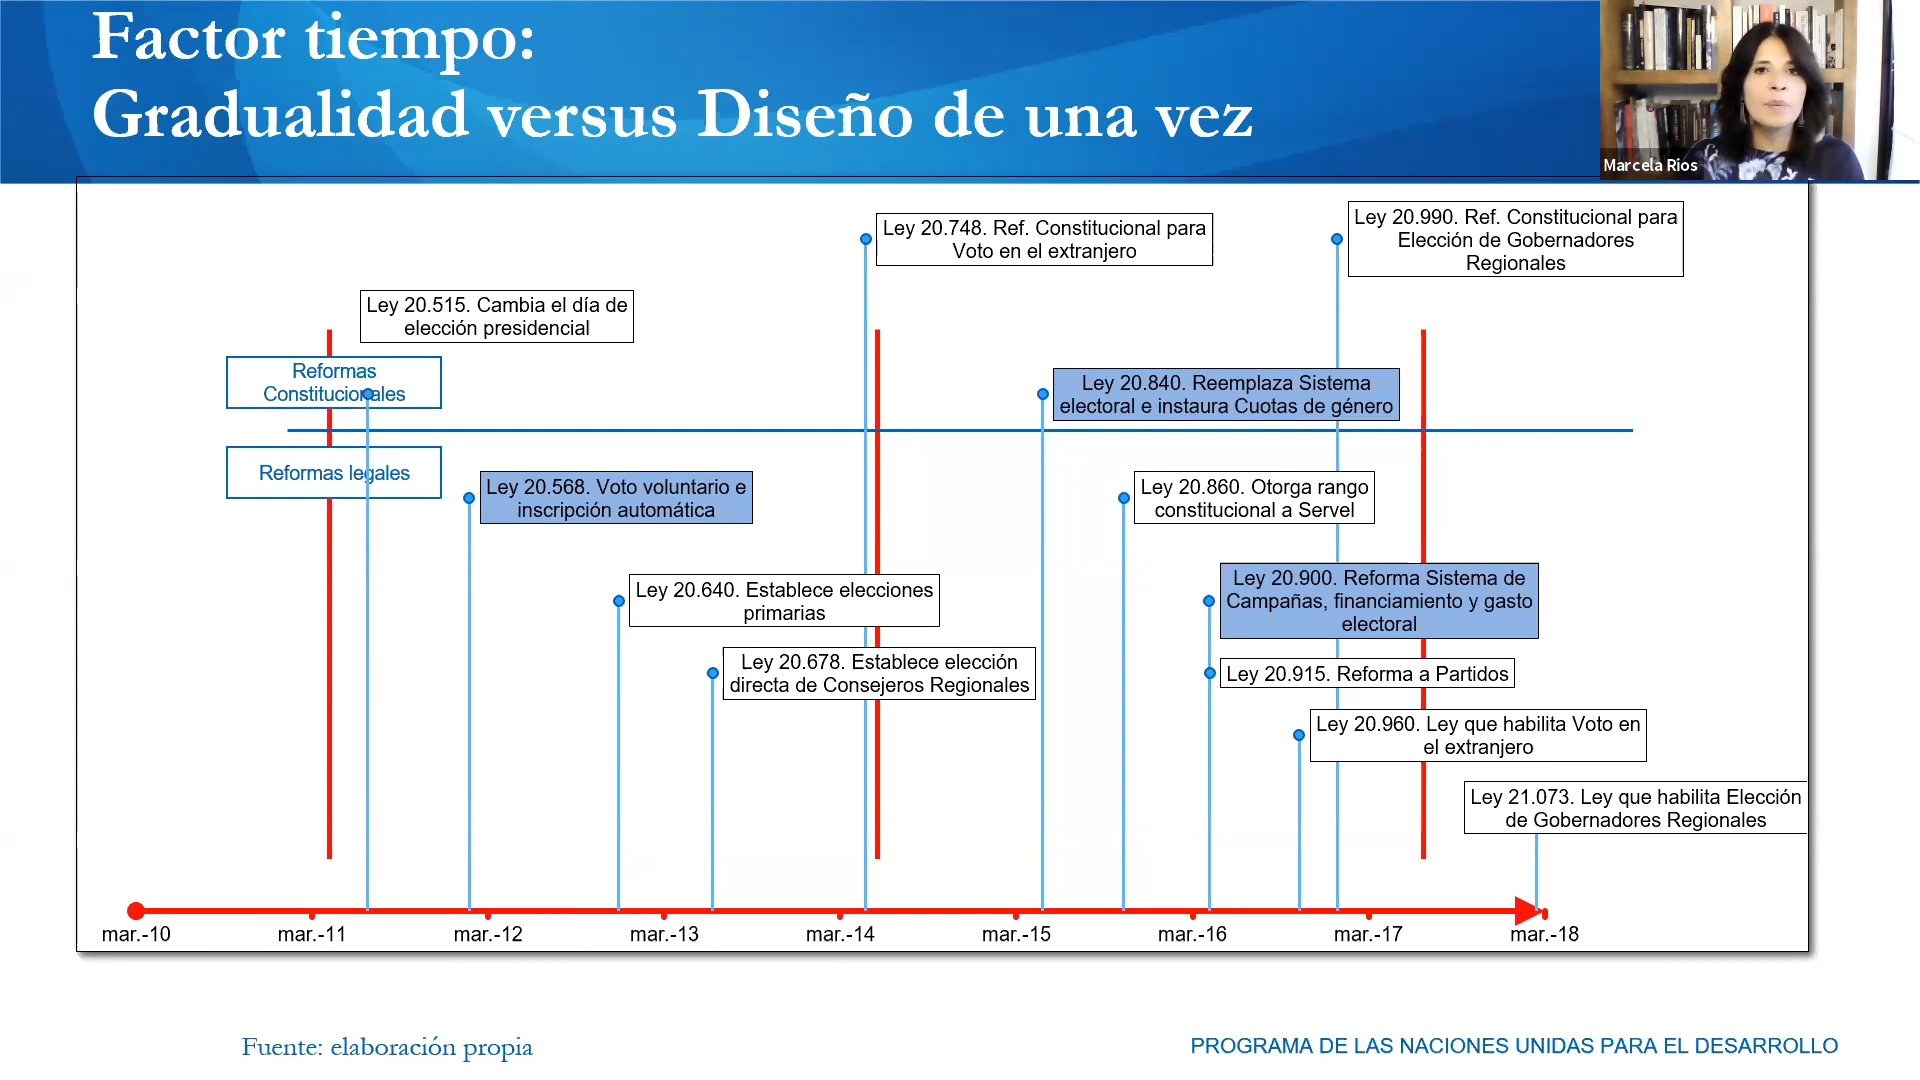 Factor tiempo:
Gradualidad versus Diseño de una vez
Marcela Rios
Ley 20.748. Ref. Constitucional para
Voto en el extranjero
Ley 20.990. Ref. Constitucional para
Elección de Gobernadores
Regionales
Ley 20.515. Cambia el día de
elección presidencial
Reformas
Constitucionales
Ley 20.840. Reemplaza Sistema
electoral e instaura Cuotas de género
Reformas legales
Ley 20.568. Voto voluntario e
inscripción automática
Ley 20.860. Otorga rango
constitucional a Servel
Ley 20.640. Establece elecciones
primarias
Ley 20.900. Reforma Sistema de
Campañas, financiamiento y gasto
electoral
Ley 20.678. Establece elección
directa de Consejeros Regionales
Ley 20.915. Reforma a Partidos
Ley 20.960. Ley que habilita Voto en
el extranjero
Ley 21.073. Ley que habilita Elección
de Gobernadores Regionales
mar.-10 mar.-11 mar.-12 mar.-13 mar.-14 mar.-15 mar.-16 mar.-17 mar.-18
Fuente: elaboración propia
PROGRAMA DE LAS NACIONES UNIDAS PARA EL DESARROLLO